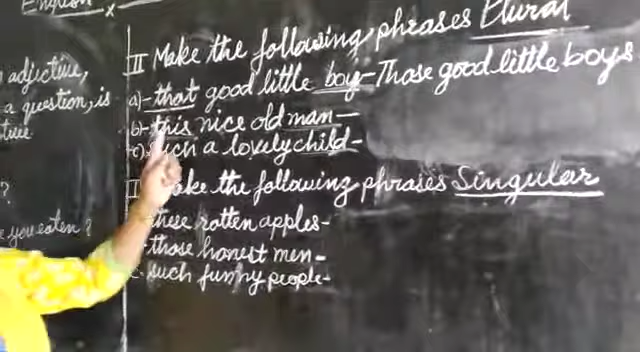 English
adjective,
a question, is
?
you eaten ?
II Make the following phrases Plural
a)- that good little boy- Those good little boys
b)- this nice old man-
c) such a lovely child-
Make the following phrases Singular
these rotten apples-
those honest men-
such funny people-